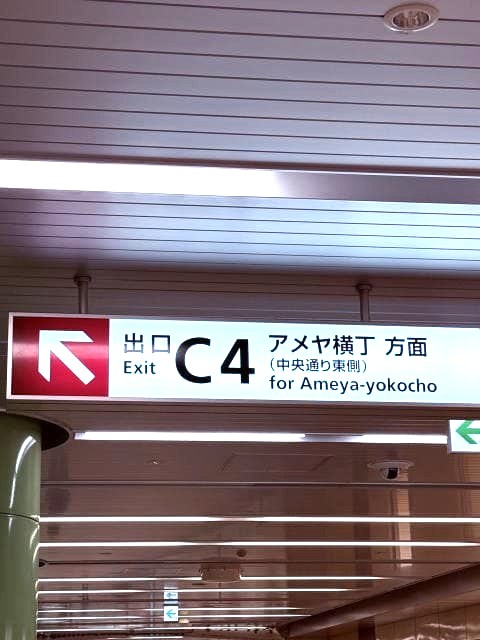 出口
Exit
C4
アメヤ横丁 方面
(中央通り東側)
for Ameya-yokocho